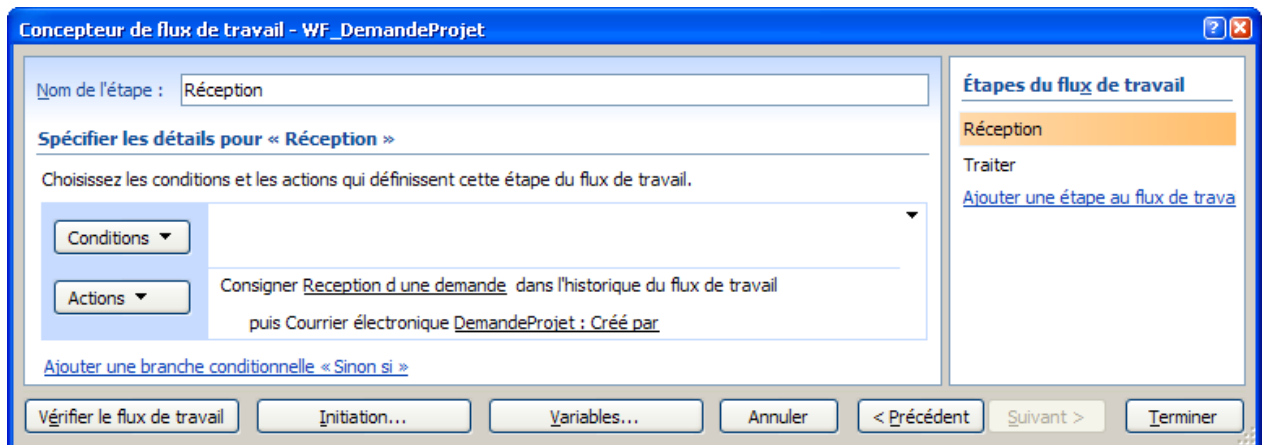 Concepteur de flux de travail - WF_DemandeProjet
Nom de l'étape : Réception
Spécifier les détails pour « Réception »
Choisissez les conditions et les actions qui définissent cette étape du flux de travail.
Conditions
Actions
Consigner Reception d une demande dans l'historique du flux de travail
puis Courrier électronique DemandeProjet : Créé par
Ajouter une branche conditionnelle « Sinon si »
Étapes du flux de travail
Réception
Traiter
Ajouter une étape au flux de trava
Vérifier le flux de travail
Initiation...
Variables...
Annuler
< Précédent
Suivant >
Terminer